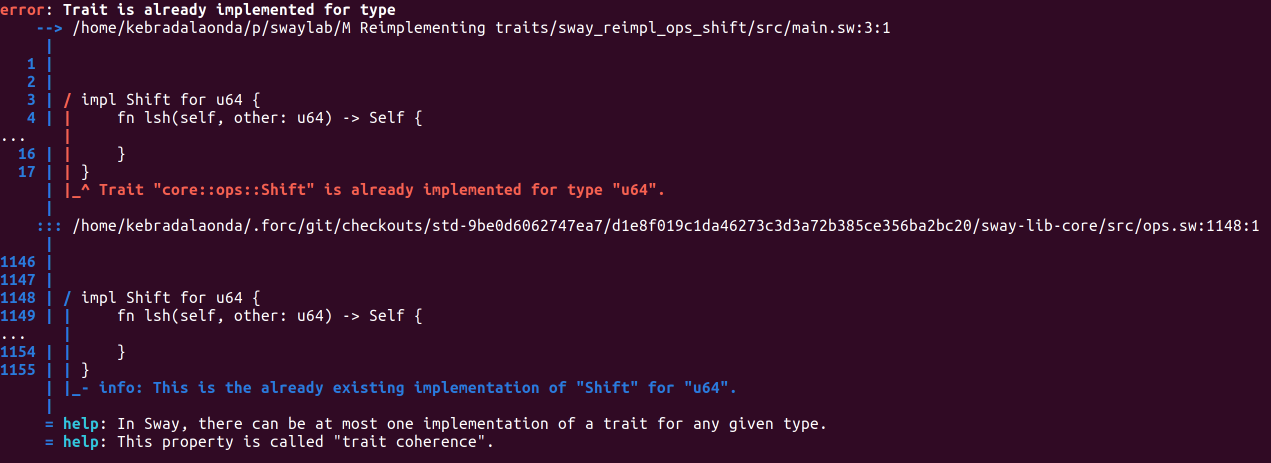 error: Trait is already implemented for type
    --> /home/kebradalaonda/p/swaylab/M Reimplementing traits/sway_reimpl_ops_shift/src/main.sw:3:1
     |
   1 |
   2 |
   3 | / impl Shift for u64 {
   4 | |     fn lsh(self, other: u64) -> Self {
...    |
  16 | |     }
  17 | | }
     | |_^ Trait "core::ops::Shift" is already implemented for type "u64".
     |
    ::: /home/kebradalaonda/.forc/git/checkouts/std-9be0d6062747ea7/d1e8f019c1da46273c3d3a72b385ce356ba2bc20/sway-lib-core/src/ops.sw:1148:1
     |
1146 |
1147 |
1148 | / impl Shift for u64 {
1149 | |     fn lsh(self, other: u64) -> Self {
...    |
1154 | |     }
1155 | | }
     | |_- info: This is the already existing implementation of "Shift" for "u64".
     |
     = help: In Sway, there can be at most one implementation of a trait for any given type.
     = help: This property is called "trait coherence".